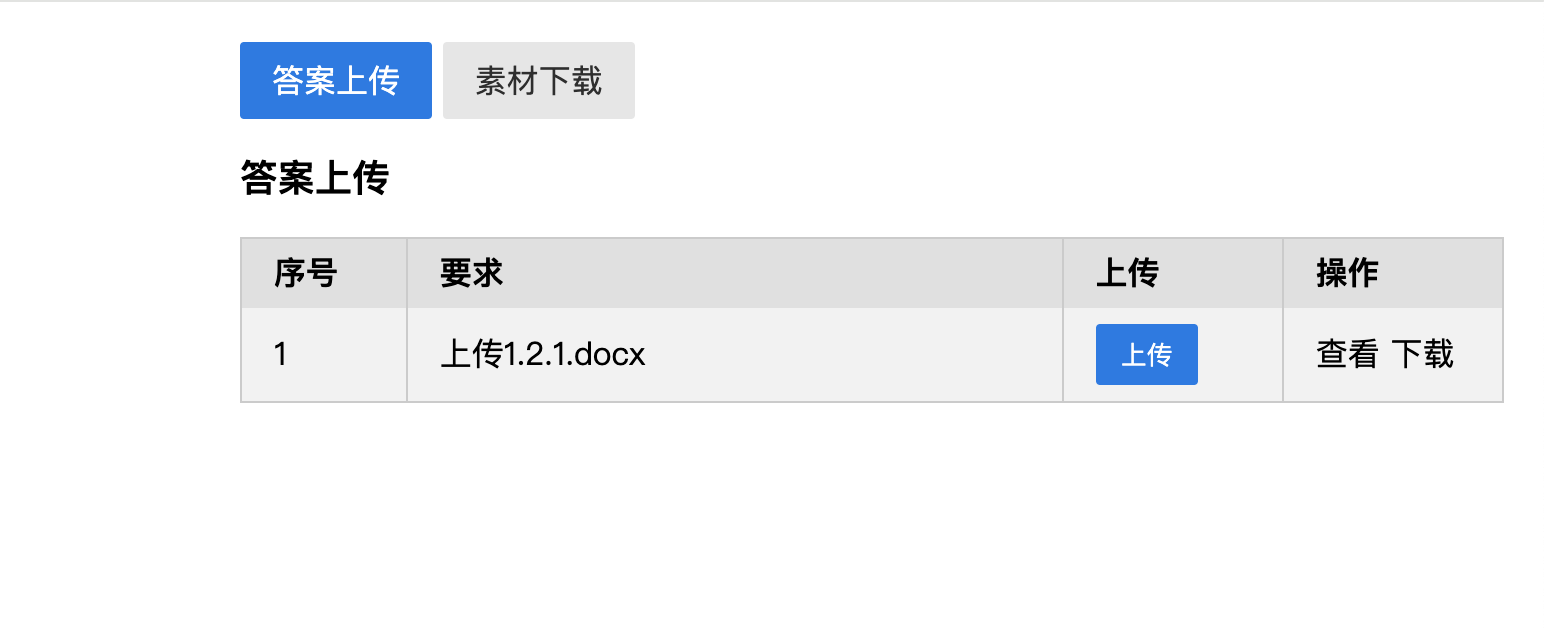 答案上传 素材下载
答案上传
序号 要求 上传 操作
1 上传1.2.1.docx 上传 查看 下载